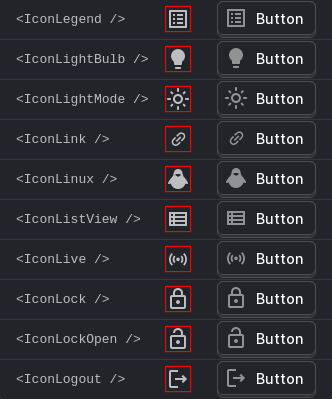 <IconLegend /> Button
<IconLightBulb /> Button
<IconLightMode /> Button
<IconLink /> Button
<IconLinux /> Button
<IconListView /> Button
<IconLive /> Button
<IconLock /> Button
<IconLockOpen /> Button
<IconLogout /> Button